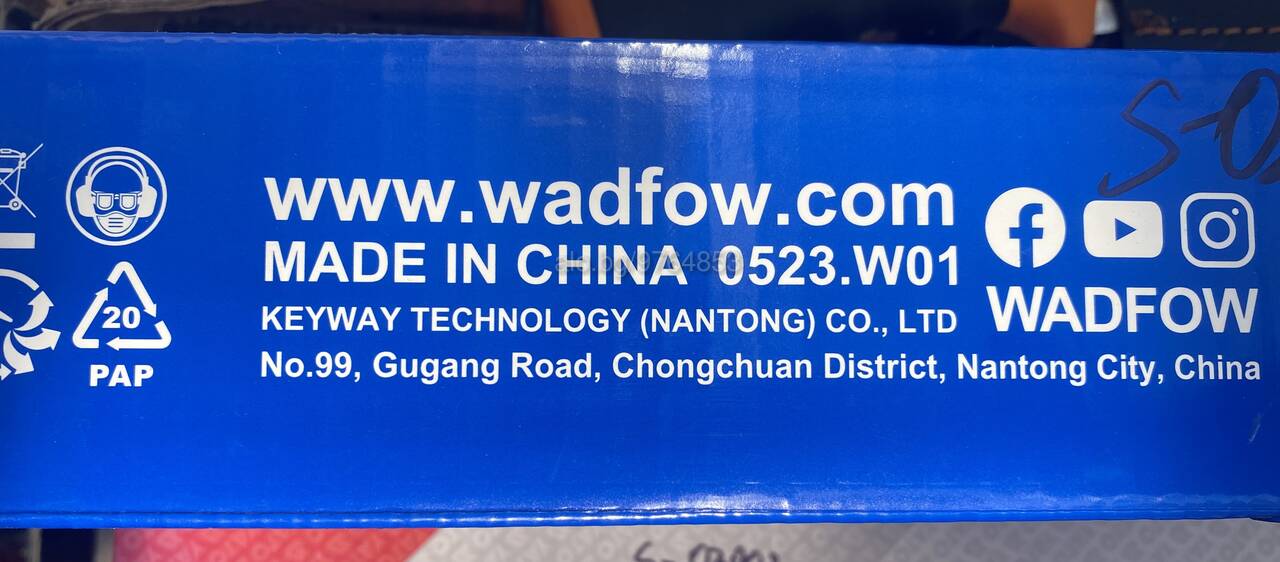 www.wadfow.com
MADE IN CHINA 0523.W01
KEYWAY TECHNOLOGY (NANTONG) CO., LTD
No.99, Gugang Road, Chongchuan District, Nantong City, China
WADFOW
20
PAP